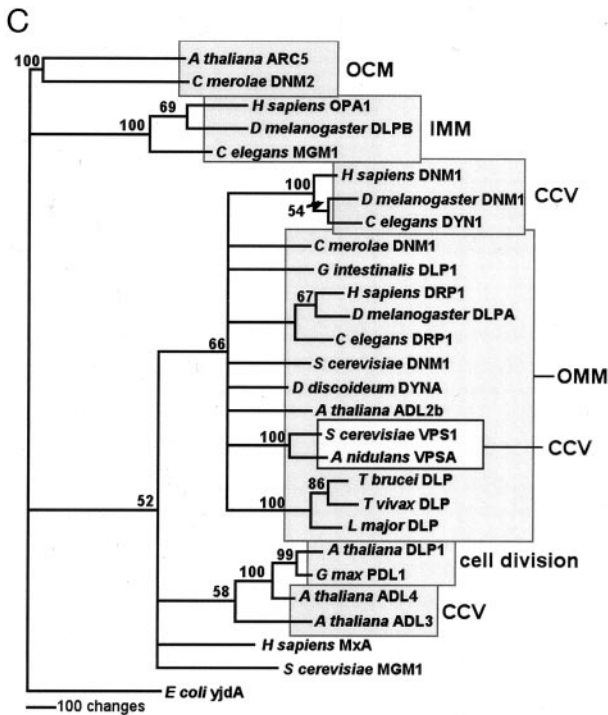 C
100
A thaliana ARC5
C merolae DNM2
OCM
69
100
H sapiens OPA1
D melanogaster DLPB
C elegans MGM1
IMM
100
54
H sapiens DNM1
D melanogaster DNM1
C elegans DYN1
CCV
66
C merolae DNM1
G intestinalis DLP1
67
H sapiens DRP1
D melanogaster DLPA
C elegans DRP1
S cerevisiae DNM1
D discoideum DYNA
A thaliana ADL2b
OMM
100
S cerevisiae VPS1
A nidulans VPSA
CCV
86
100
T brucei DLP
T vivax DLP
L major DLP
52
99
100
58
A thaliana DLP1
G max PDL1
cell division
A thaliana ADL4
A thaliana ADL3
CCV
H sapiens MxA
S cerevisiae MGM1
E coli yjdA
100 changes